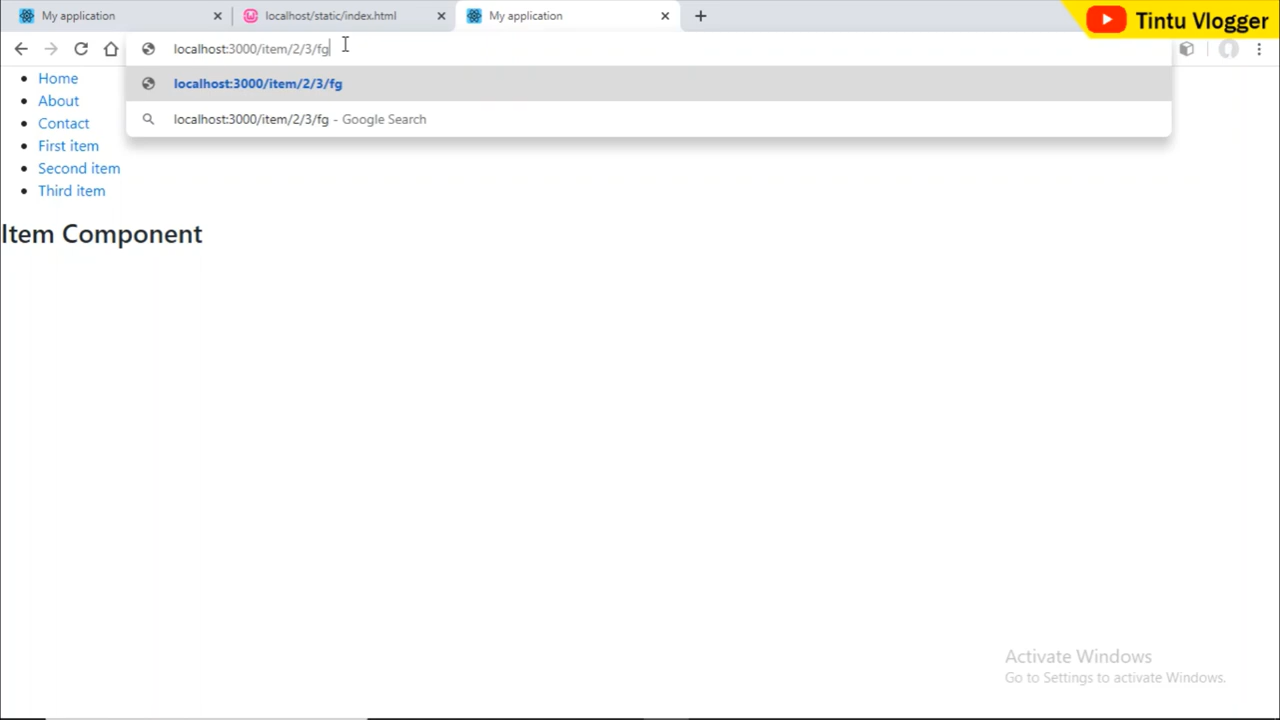 My application
localhost/static/index.html
My application
Tintu Vlogger
localhost:3000/item/2/3/fg
localhost:3000/item/2/3/fg
localhost:3000/item/2/3/fg - Google Search
Home
About
Contact
First item
Second item
Third item
Item Component
Activate Windows
Go to Settings to activate Windows.